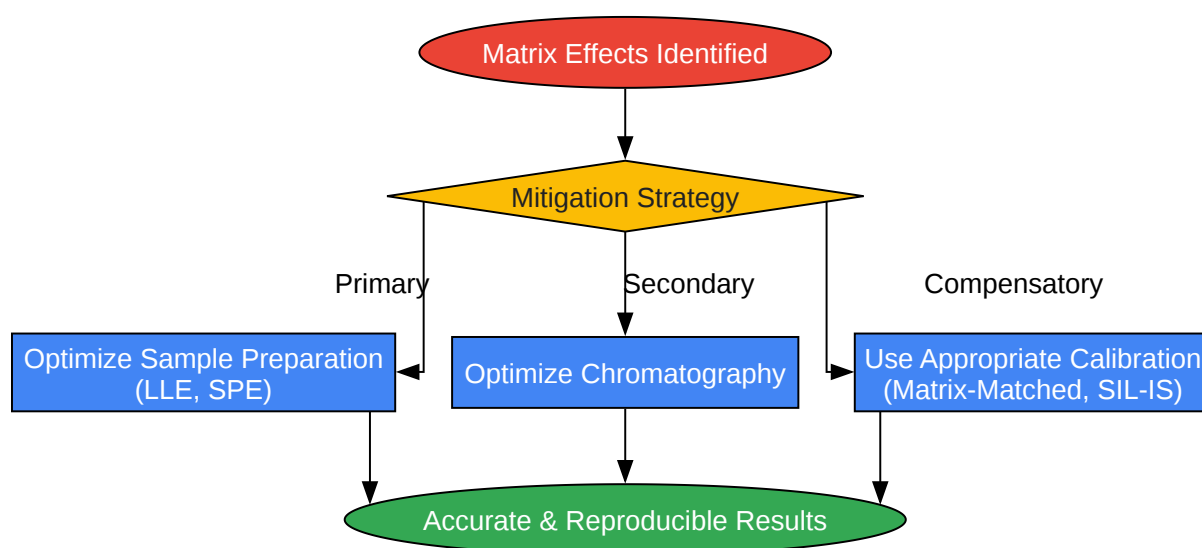 Matrix Effects Identified
Mitigation Strategy
Primary
Secondary
Compensatory
Optimize Sample Preparation
(LLE, SPE)
Optimize Chromatography
Use Appropriate Calibration
(Matrix-Matched, SIL-IS)
Accurate & Reproducible Results